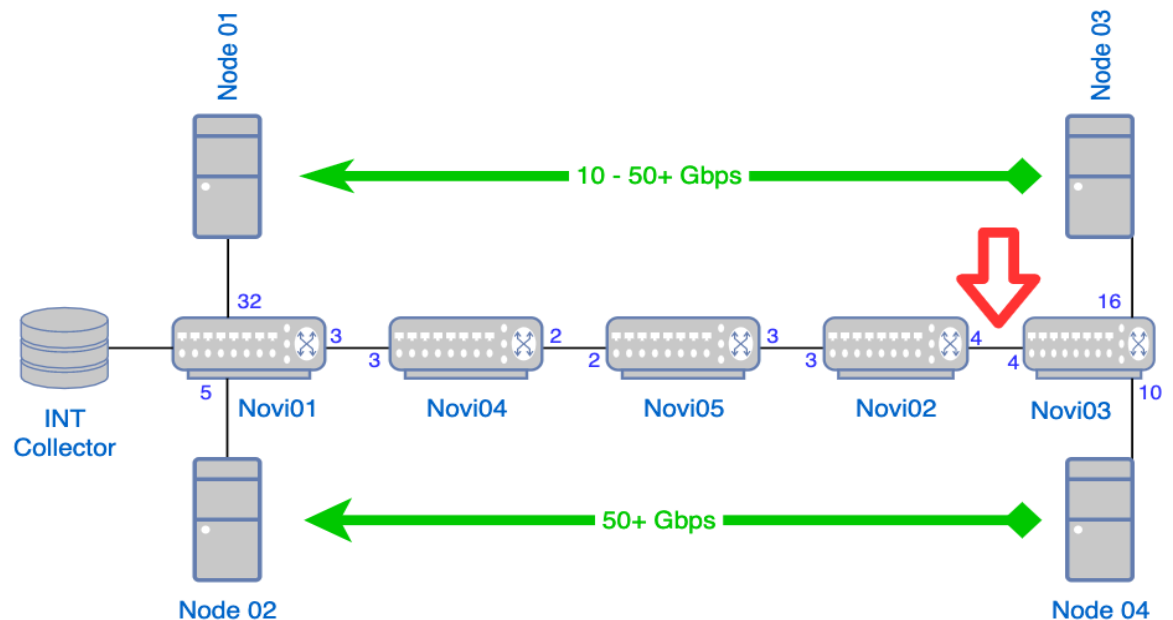 Node 01
Node 03
10 - 50+ Gbps
32
16
3
3
2
2
3
3
4
4
5
10
Novi01
Novi04
Novi05
Novi02
Novi03
INT
Collector
50+ Gbps
Node 02
Node 04